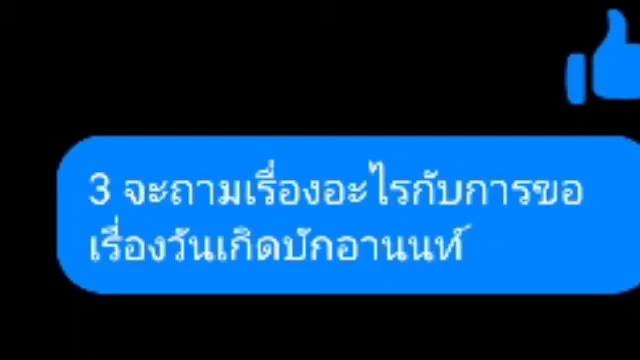 3 จะถามเรื่องอะไรกับการขอ
เรื่องวันเกิดบักอานนท์